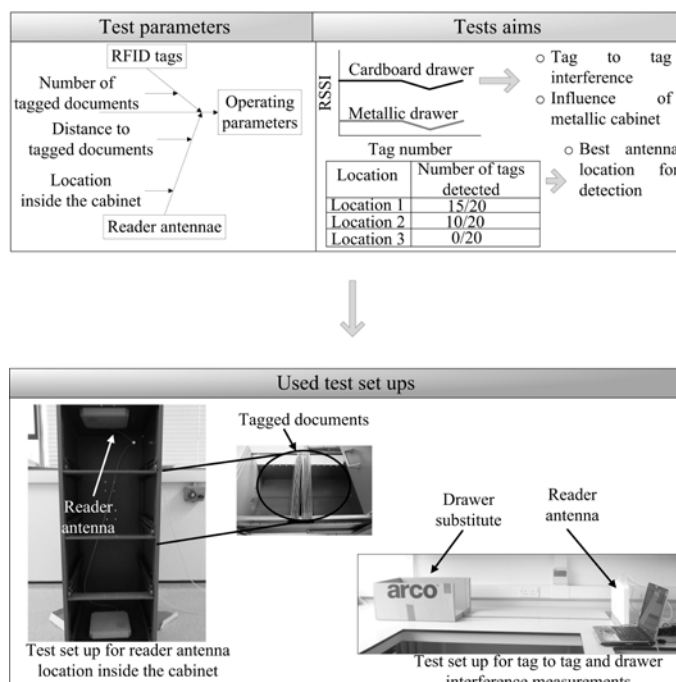 Test parameters
Tests aims
RFID tags
Number of
tagged documents
Distance to
tagged documents
Location
inside the cabinet
Reader antennae
Operating
parameters
RSSI
Cardboard drawer
Metallic drawer
Tag number
○ Tag to tag
interference
○ Influence of
metallic cabinet
Location Number of tags
detected
Location 1 15/20
Location 2 10/20
Location 3 0/20
○ Best antenna
location for
detection
Used test set ups
Tagged documents
Reader
antenna
Drawer
substitute
Reader
antenna
arco
Test set up for reader antenna
location inside the cabinet
Test set up for tag to tag and drawer
interference measurements